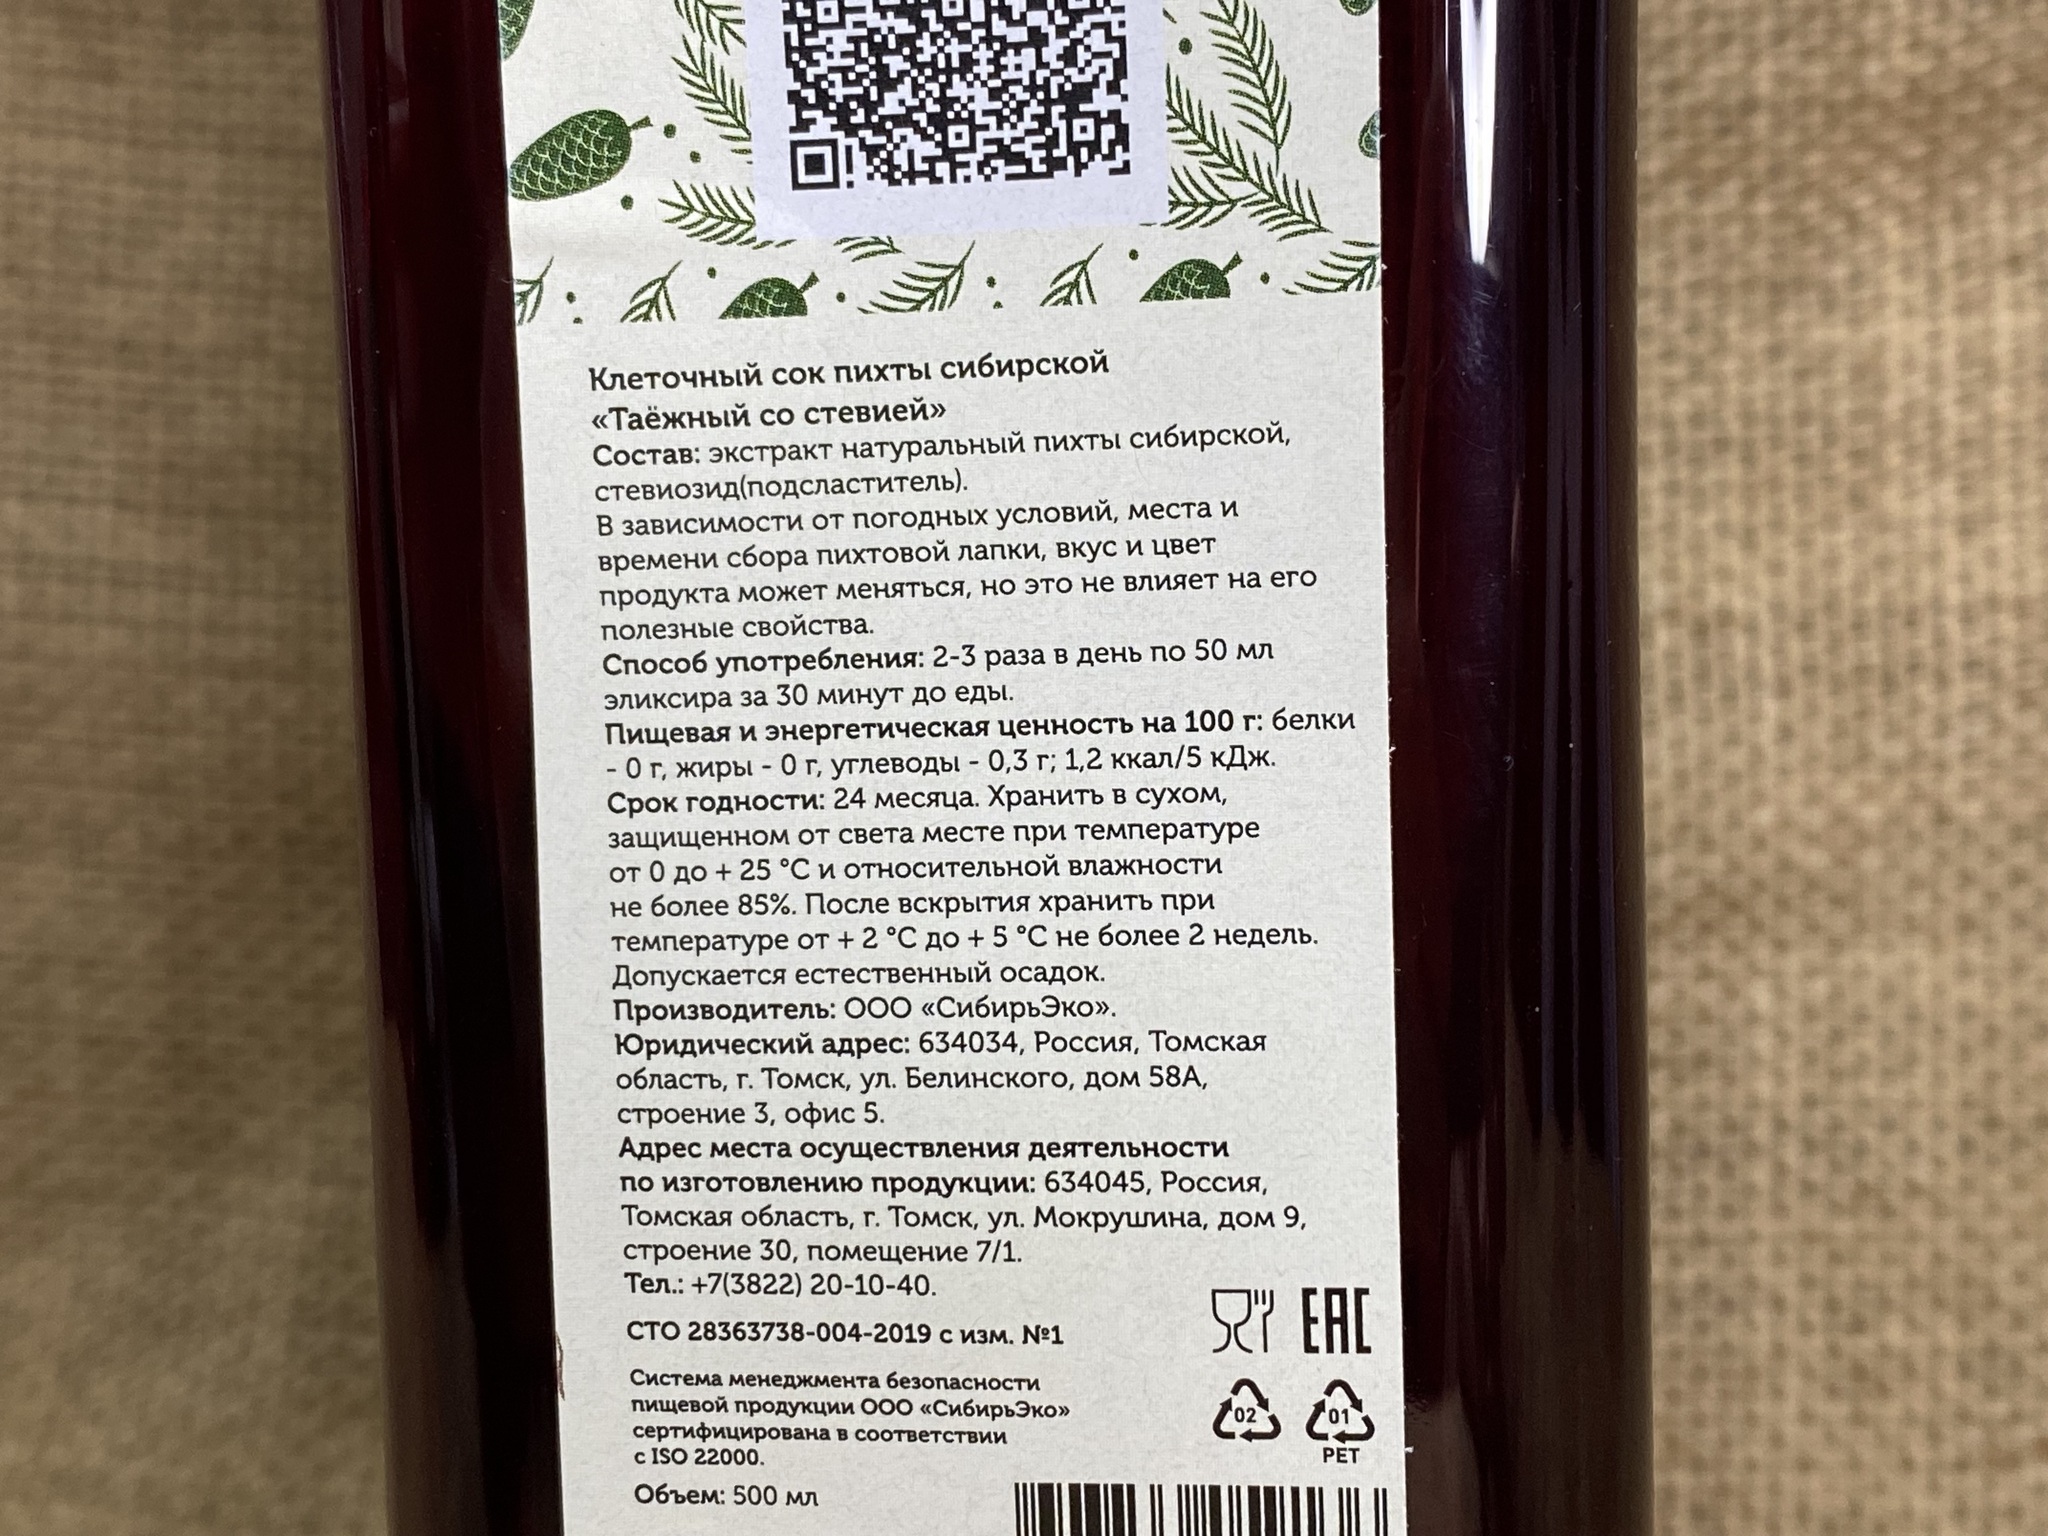 Клеточный сок пихты сибирской
«Таёжный со стевией»
Состав: экстракт натуральный пихты сибирской,
стевиозид(подсластитель).
В зависимости от погодных условий, места и
времени сбора пихтовой лапки, вкус и цвет
продукта может меняться, но это не влияет на его
полезные свойства.
Способ употребления: 2-3 раза в день по 50 мл
эликсира за 30 минут до еды.
Пищевая и энергетическая ценность на 100 г: белки
- 0 г, жиры - 0 г, углеводы - 0,3 г; 1,2 ккал/5 кДж.
Срок годности: 24 месяца. Хранить в сухом,
защищенном от света месте при температуре
от 0 до + 25 °С и относительной влажности
не более 85%. После вскрытия хранить при
температуре от + 2 °С до + 5 °С не более 2 недель.
Допускается естественный осадок.
Производитель: ООО «СибирьЭко».
Юридический адрес: 634034, Россия, Томская
область, г. Томск, ул. Белинского, дом 58А,
строение 3, офис 5.
Адрес места осуществления деятельности
по изготовлению продукции: 634045, Россия,
Томская область, г. Томск, ул. Мокрушина, дом 9,
строение 30, помещение 7/1.
Тел.: +7(3822) 20-10-40.
СТО 28363738-004-2019 с изм. №1
EAC
Система менеджмента безопасности
пищевой продукции ООО «СибирьЭко»
сертифицирована в соответствии
с ISO 22000.
02 01
PET
Объем: 500 мл